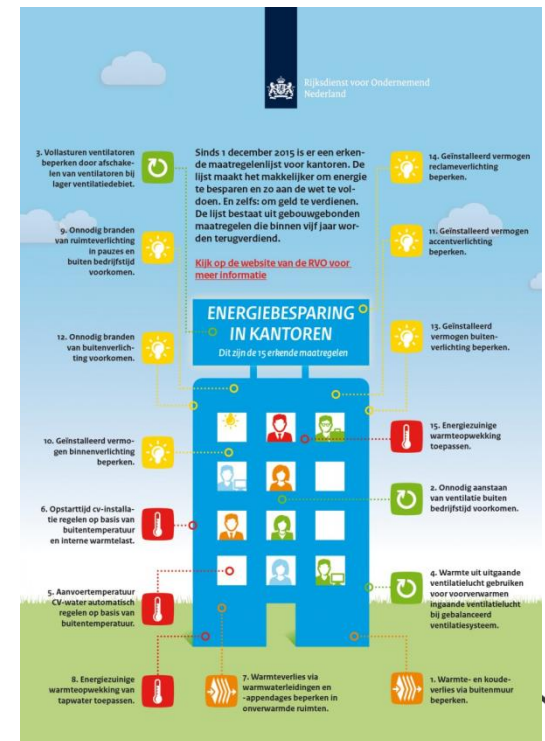 Rijksdienst voor Ondernemend
Nederland
3. Vollasturen ventilatoren
beperken door afschake-
len van ventilatoren bij
lager ventilatiedebiet.
Sinds 1 december 2015 is er een erken-
de maatregelenlijst voor kantoren. De
lijst maakt het makkelijker om energie
te besparen en zo aan de wet te vol-
doen. En zelfs: om geld te verdienen.
De lijst bestaat uit gebouwgebonden
maatregelen die binnen vijf jaar wor-
den terugverdiend.
Kijk op de website van de RVO voor
meer informatie
14. Geïnstalleerd vermogen
reclameverlichting
beperken.
9. Onnodig branden
van ruimteverlichting
in pauzes en
buiten bedrijfstijd
voorkomen.
11. Geïnstalleerd vermogen
accentverlichting
beperken.
ENERGIEBESPARING
IN KANTOREN
Dit zijn de 15 erkende maatregelen
12. Onnodig branden
van buitenverlich-
ting voorkomen.
13. Geïnstalleerd
vermogen buiten-
verlichting beperken.
10. Geïnstalleerd vermo-
gen binnenverlichting
beperken.
15. Energiezuinige
warmteopwekking
toepassen.
6. Opstarttijd cv-installa-
tie regelen op basis van
buitentemperatuur
en interne warmtelast.
2. Onnodig aanstaan
van ventilatie buiten
bedrijfstijd voorkomen.
5. Aanvoertemperatuur
CV-water automatisch
regelen op basis van
buitentemperatuur.
4. Warmte uit uitgaande
ventilatielucht gebruiken
voor voorverwarmen
ingaande ventilatielucht
bij gebalanceerd
ventilatiesysteem.
8. Energiezuinige
warmteopwekking van
tapwater toepassen.
7. Warmteverlies via
warmwaterleidingen en
-appendages beperken in
onverwarmde ruimten.
1. Warmte- en koude-
verlies via buitenmuur
beperken.